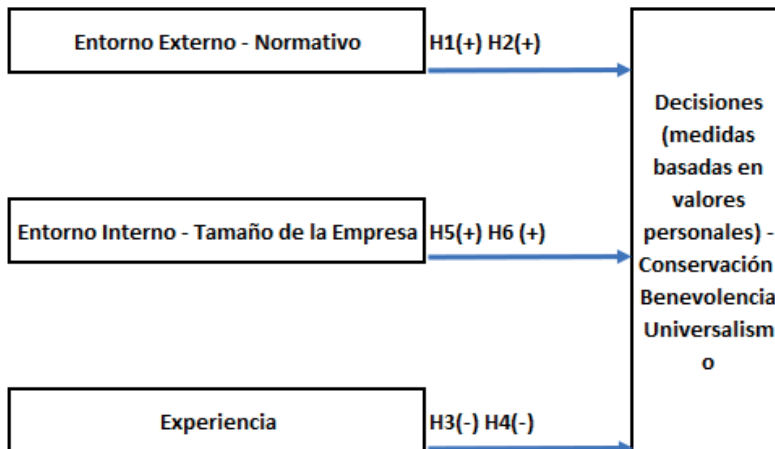 Entorno Externo - Normativo
H1(+) H2(+)
Entorno Interno - Tamaño de la Empresa
H5(+) H6 (+)
Experiencia
H3(-) H4(-)
Decisiones
(medidas
basadas en
valores
personales) -
Conservación
Benevolencia
Universalism
o